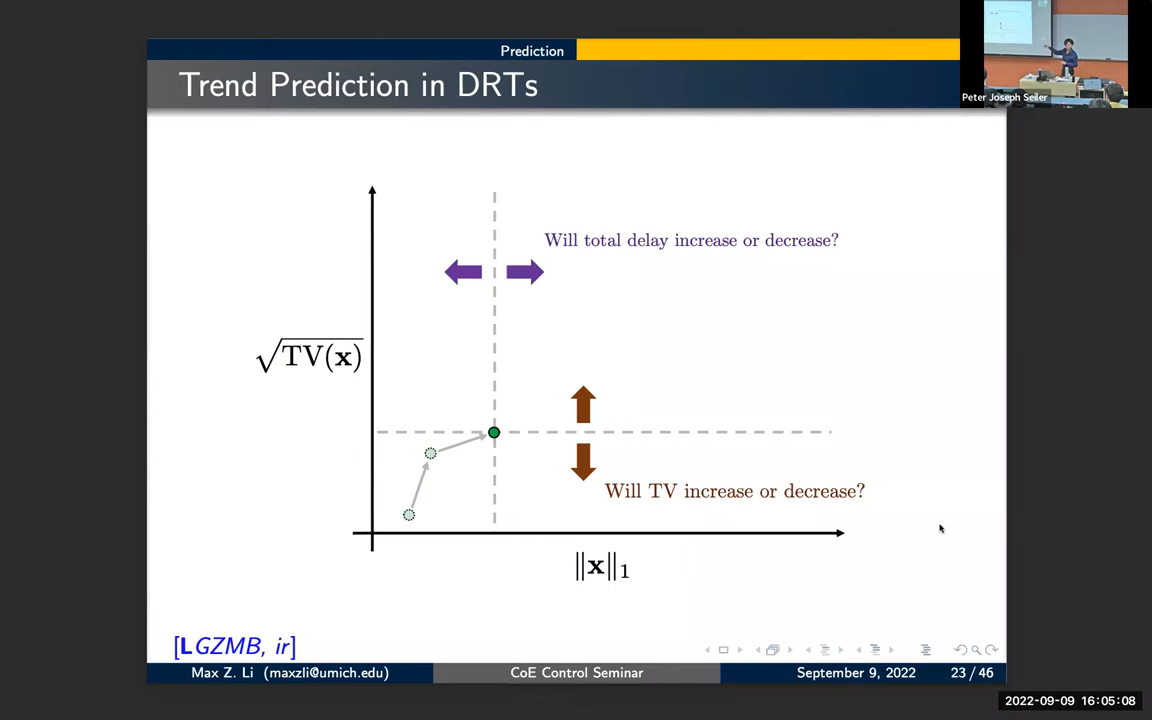 Prediction
Trend Prediction in DRTs
Peter Joseph Seiler
Will total delay increase or decrease?
√TV(x)
Will TV increase or decrease?
‖x‖₁
[LGZMB, ir]
Max Z. Li (maxzli@umich.edu)
CoE Control Seminar
September 9, 2022
23 / 46
2022-09-09 16:05:08